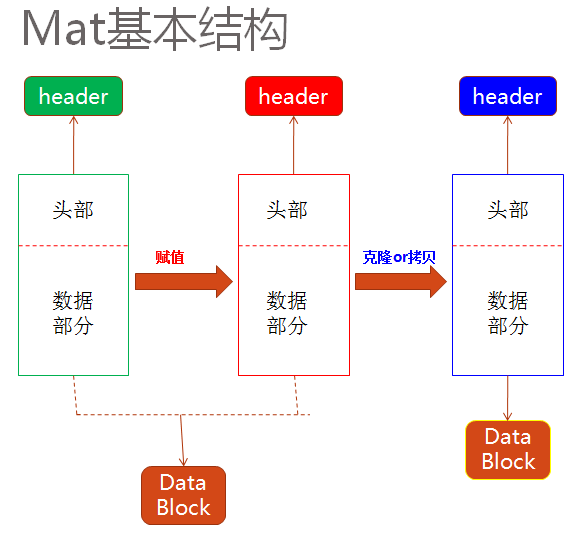 Mat基本结构
header
header
header
头部
头部
头部
赋值
克隆or拷贝
数据
部分
数据
部分
数据
部分
Data
Block
Data
Block